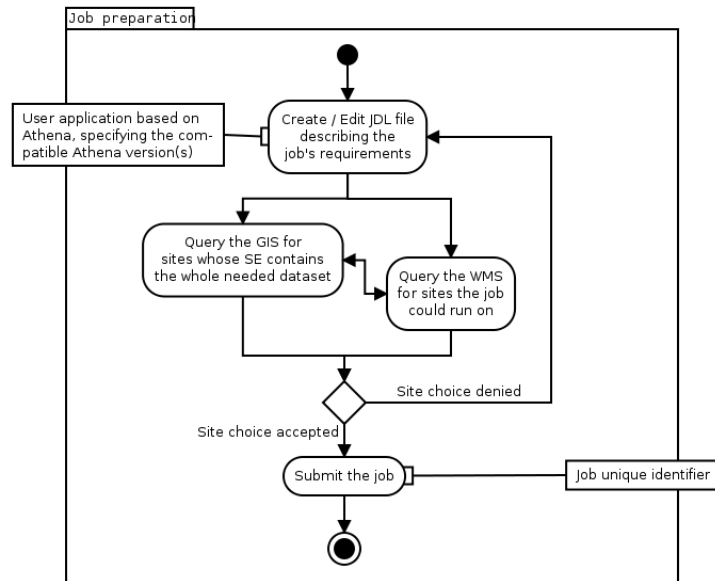 Job preparation
User application based on
Athena, specifying the com-
patible Athena version(s)
Create / Edit JDL file
describing the
job's requirements
Query the GIS for
sites whose SE contains
the whole needed dataset
Query the WMS
for sites the job
could run on
Site choice denied
Site choice accepted
Submit the job
Job unique identifier